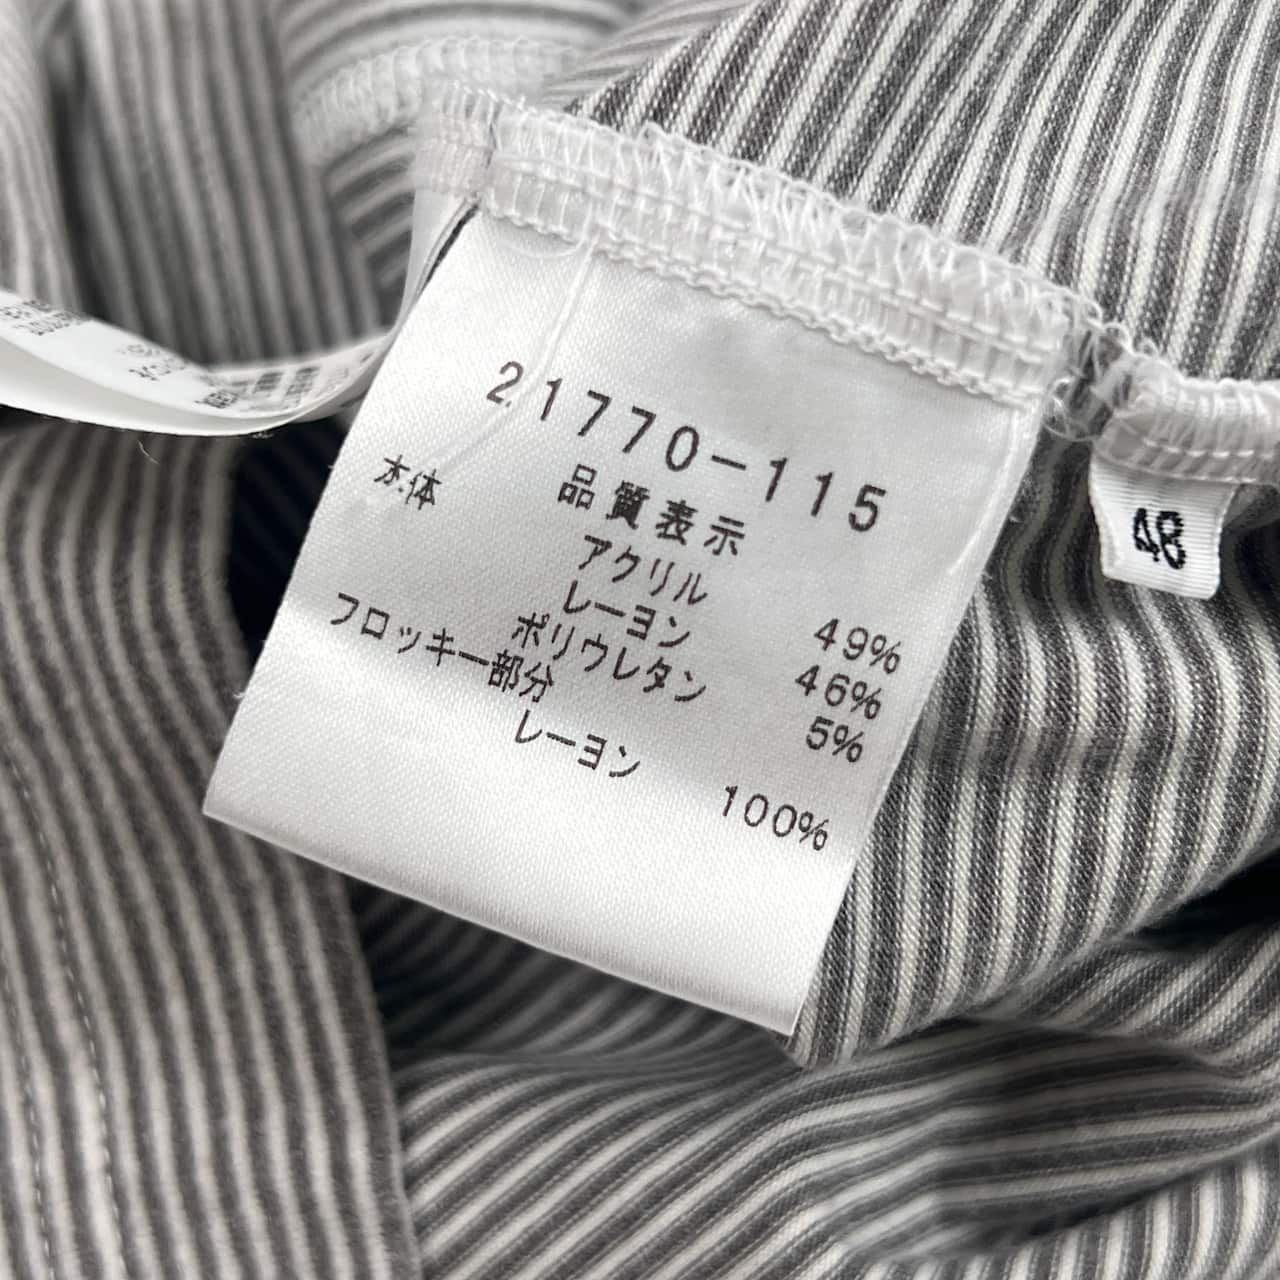 21770-115
品質表示
本体
アクリル 49%
レーヨン 46%
ポリウレタン 5%
フロッキー部分
レーヨン 100%
48